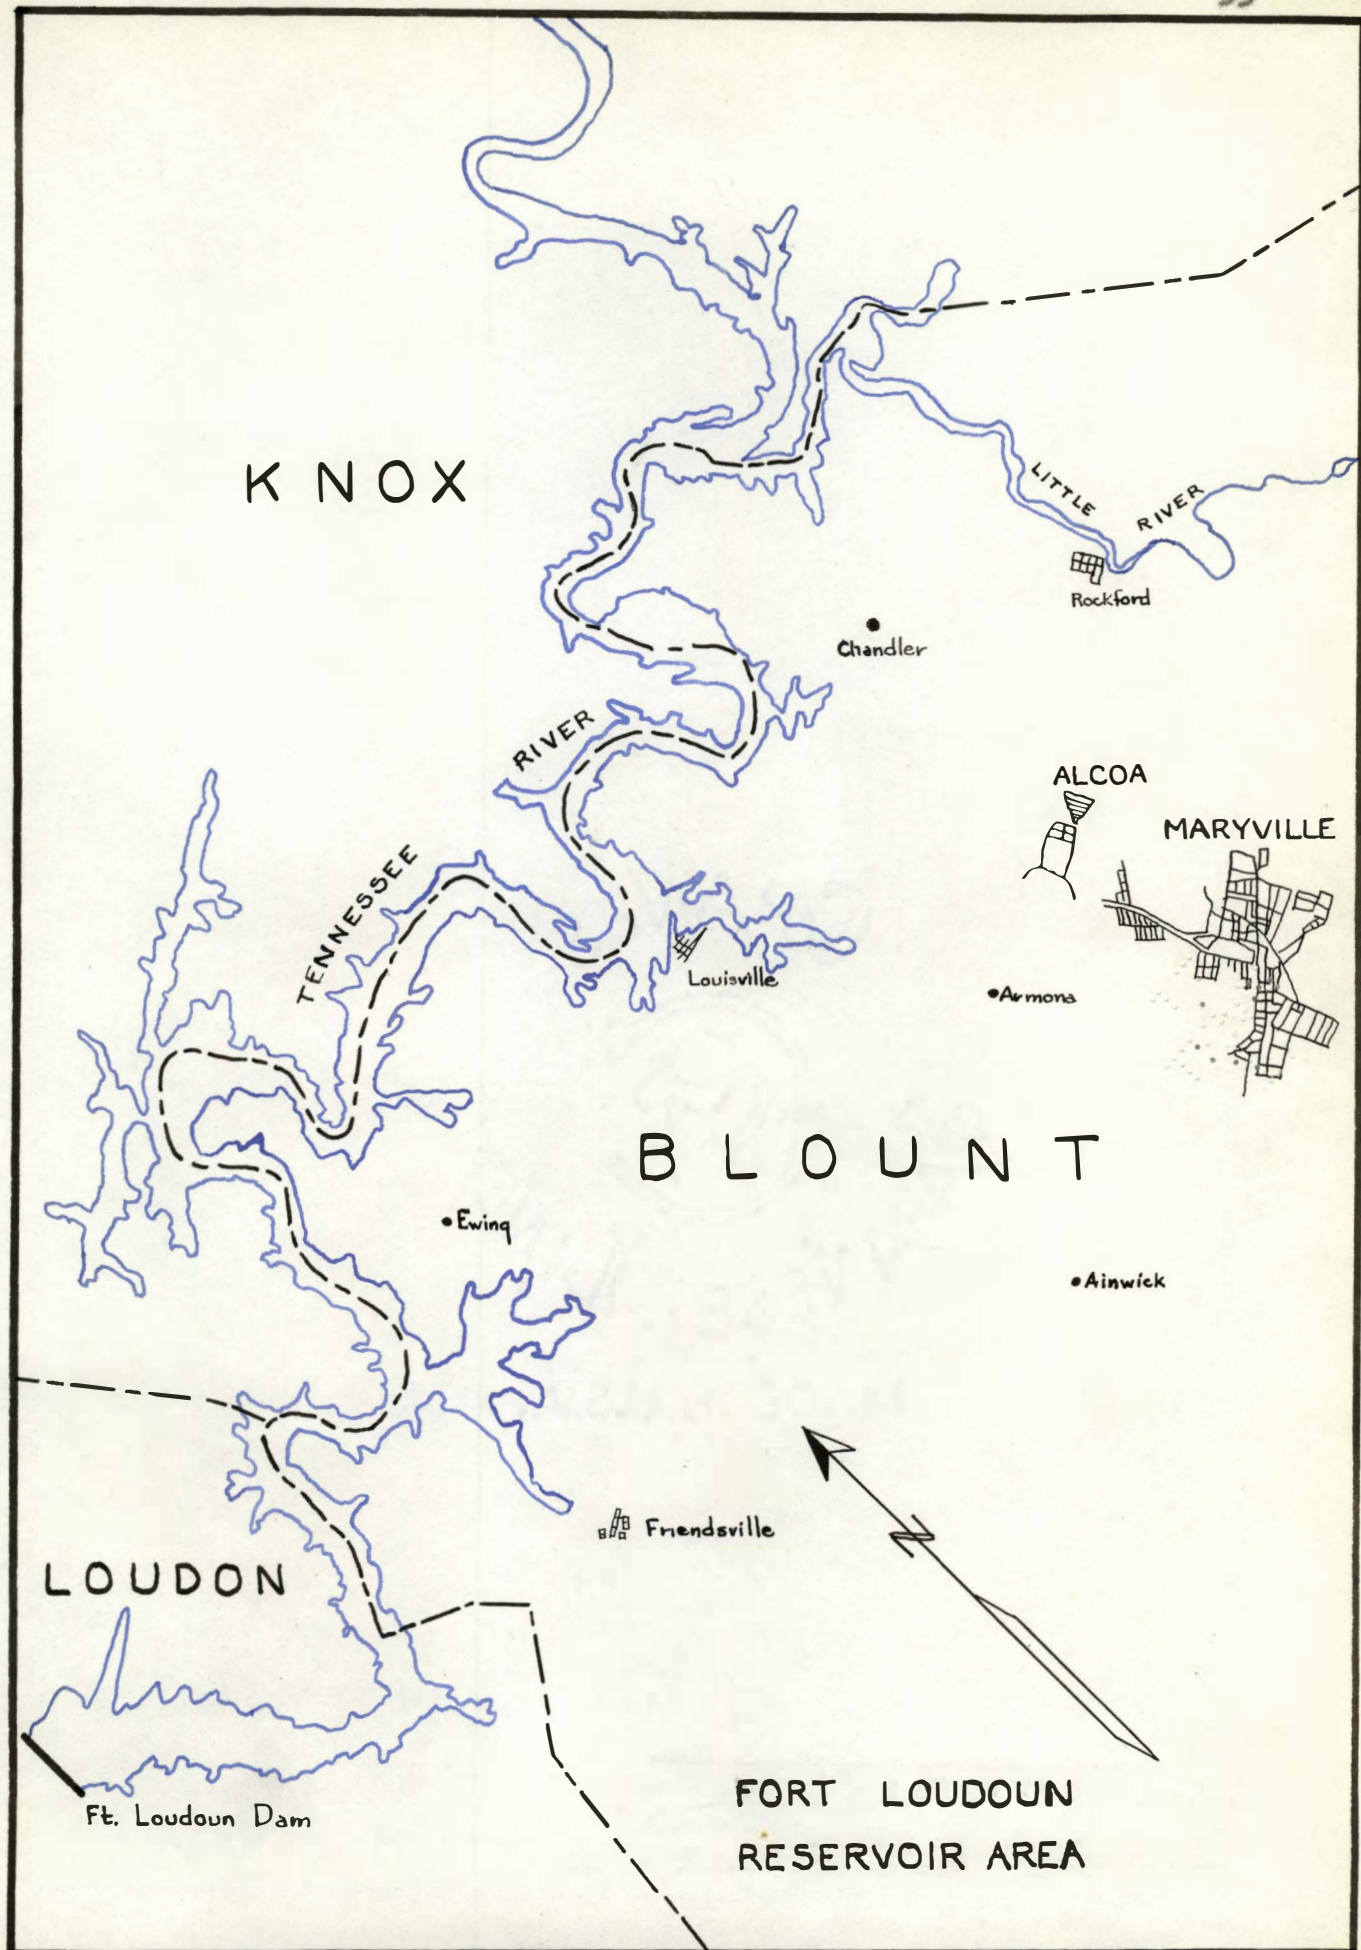 KNOX
LITTLE
RIVER
Rockford
Chandler
RIVER
ALCOA
MARYVILLE
TENNESSEE
Louisville
Armona
BLOUNT
Ewing
Ainwick
Friendsville
LOUDON
Ft. Loudoun Dam
FORT LOUDOUN
RESERVOIR AREA